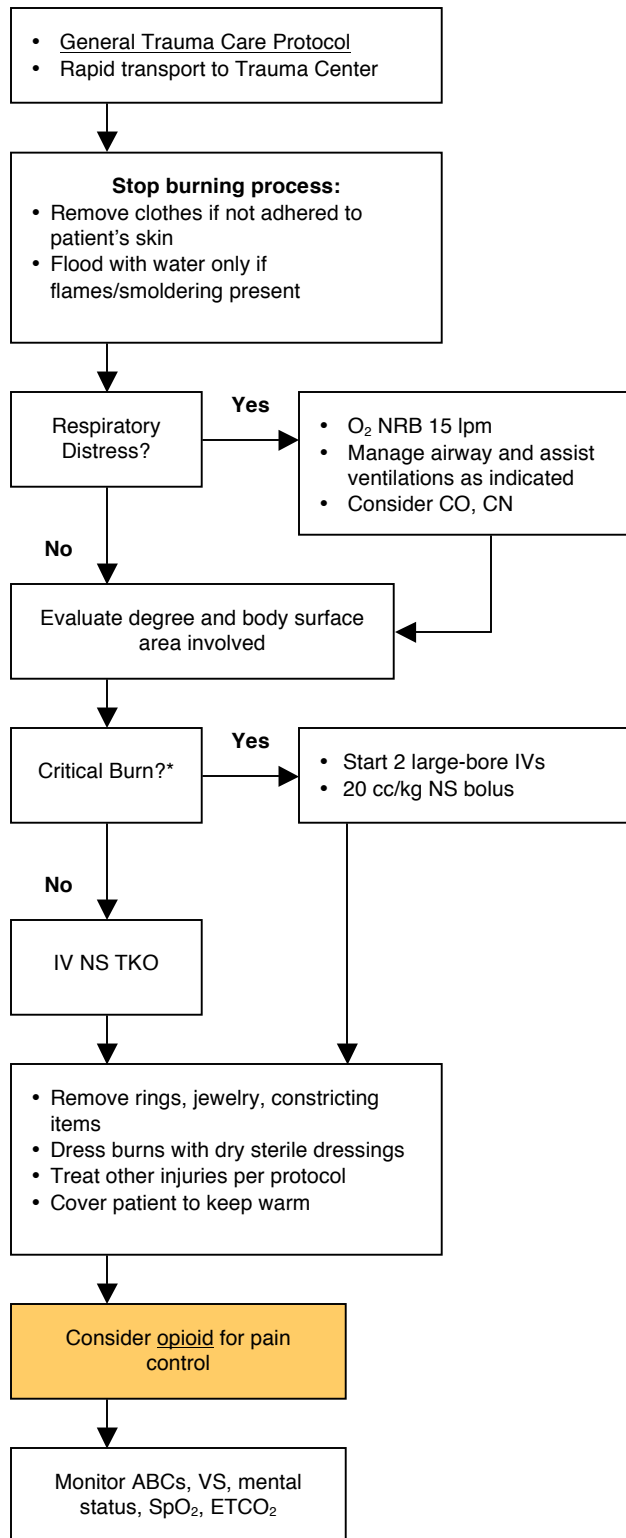 • General Trauma Care Protocol
• Rapid transport to Trauma Center
Stop burning process:
• Remove clothes if not adhered to
patient's skin
• Flood with water only if
flames/smoldering present
Respiratory
Distress?
Yes
• O₂ NRB 15 lpm
• Manage airway and assist
ventilations as indicated
• Consider CO, CN
No
Evaluate degree and body surface
area involved
Critical Burn?*
Yes
• Start 2 large-bore IVs
• 20 cc/kg NS bolus
No
IV NS TKO
• Remove rings, jewelry, constricting
items
• Dress burns with dry sterile dressings
• Treat other injuries per protocol
• Cover patient to keep warm
Consider opioid for pain
control
Monitor ABCs, VS, mental
status, SpO₂, ETCO₂